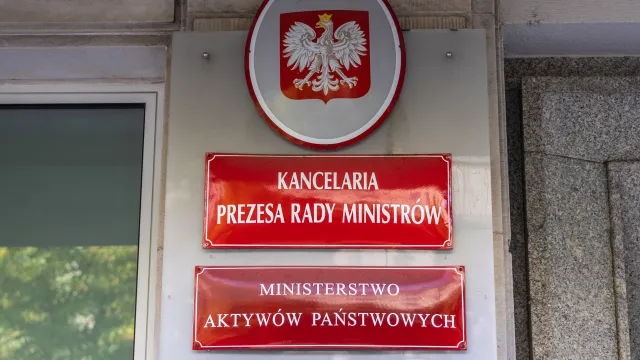 KANCELARIA
PREZESA RADY MINISTRÓW
MINISTERSTWO
AKTYWÓW PAŃSTWOWYCH